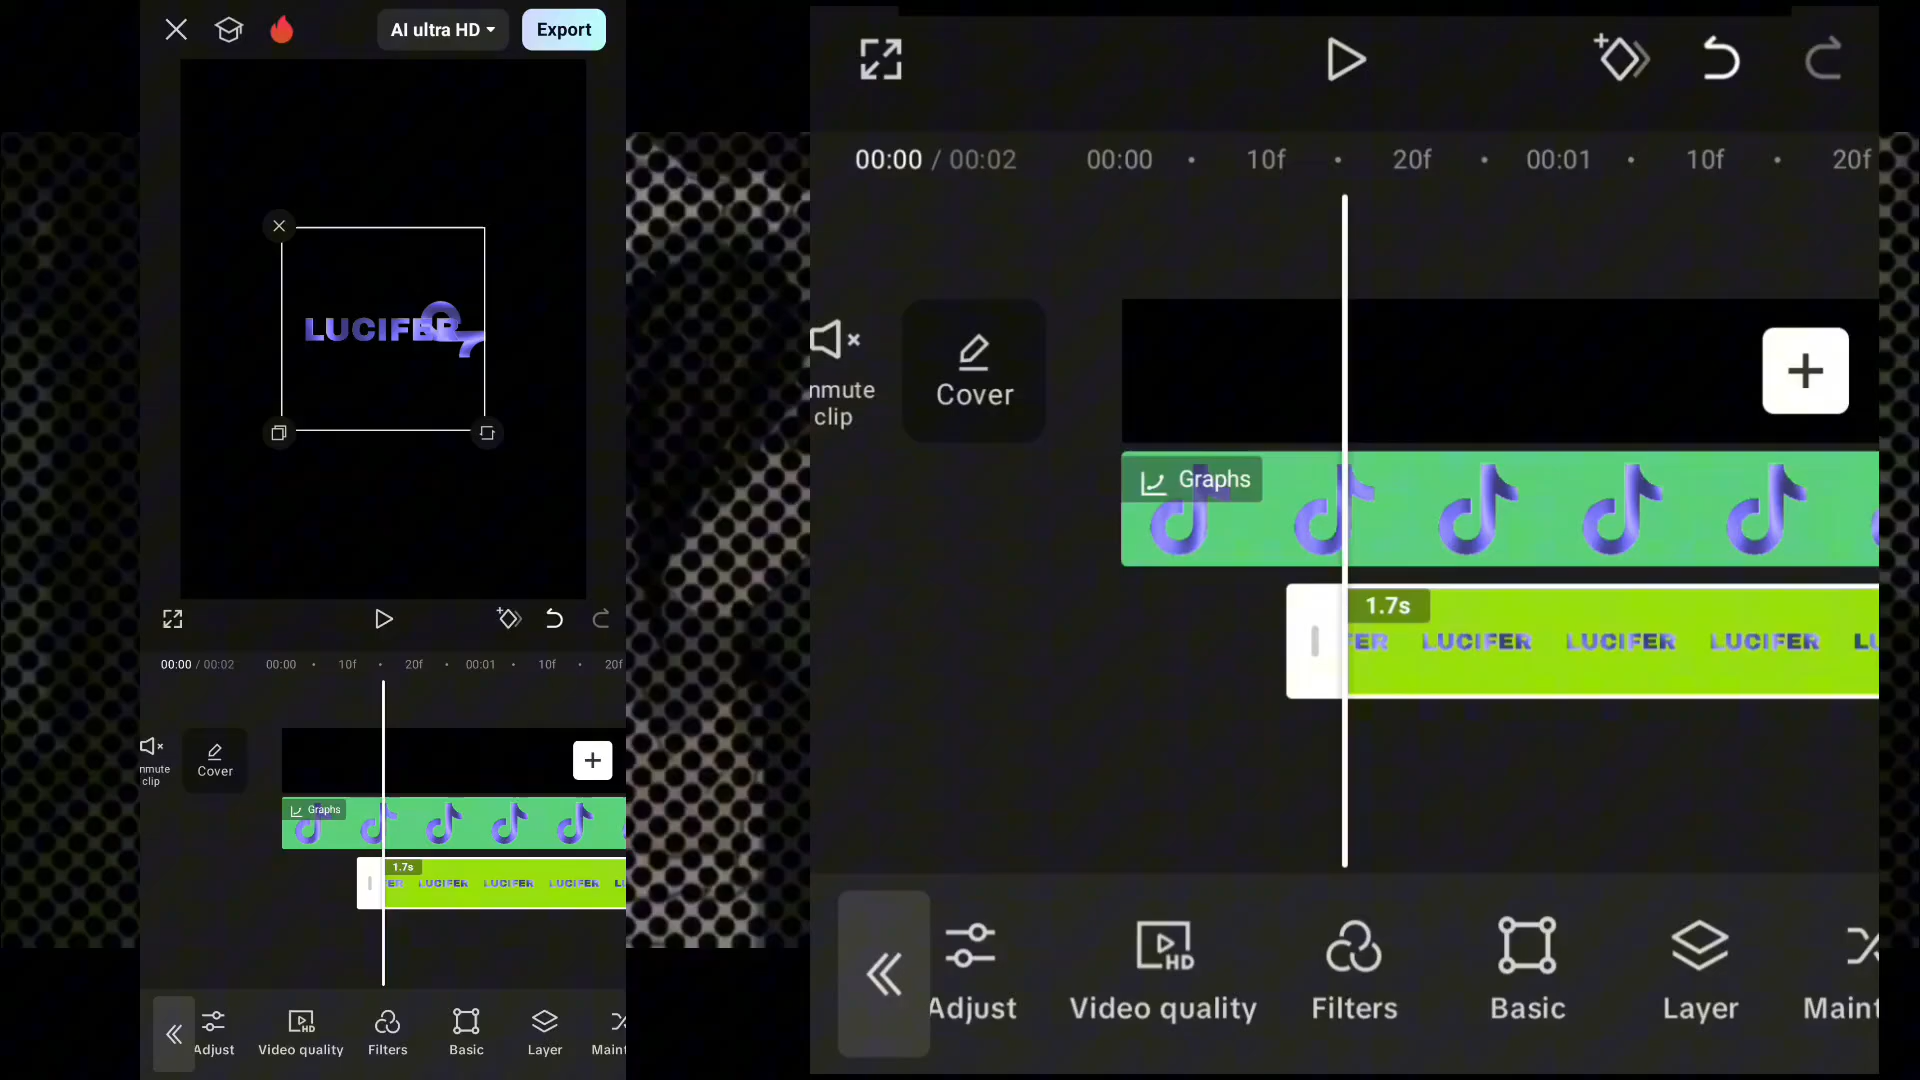 AI ultra HD
Export
LUCIFER
00:00 / 00:02
00:00
10f
20f
00:01
10f
20f
nmute
clip
Cover
Graphs
1.7s
FER
LUCIFER
LUCIFER
LUCIFER
LU
Adjust
Video quality
Filters
Basic
Layer
Maint
00:00 / 00:02
00:00
10f
20f
00:01
10f
20f
nmute
clip
Cover
Graphs
1.7s
FER
LUCIFER
LUCIFER
LUCIFER
LU
Adjust
Video quality
HD
Filters
Basic
Layer
Maint